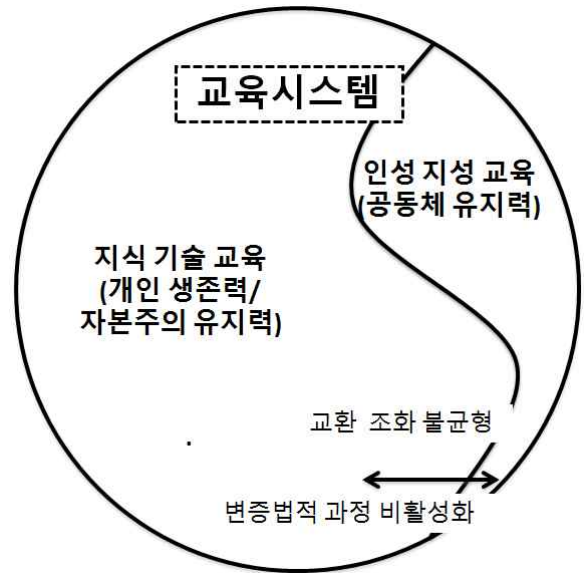 교육시스템
인성 지성 교육
(공동체 유지력)
지식 기술 교육
(개인 생존력/
자본주의 유지력)
교환 조화 불균형
변증법적 과정 비활성화